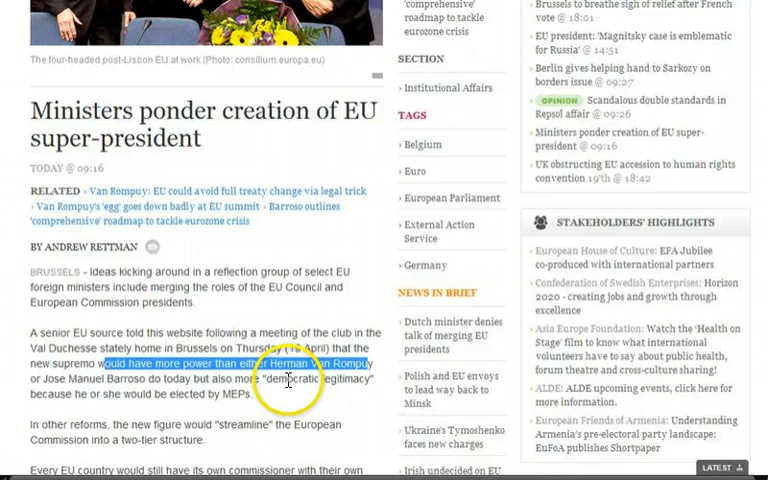 The four-headed post-Lisbon EU at work (Photo: consilium.europa.eu)
Ministers ponder creation of EU
super-president
TODAY @ 09:16
RELATED › Van Rompuy: EU could avoid full treaty change via legal trick
› Van Rompuy's 'egg' goes down badly at EU summit › Barroso outlines
'comprehensive' roadmap to tackle eurozone crisis
BY ANDREW RETTMAN
BRUSSELS - Ideas kicking around in a reflection group of select EU
foreign ministers include merging the roles of the EU Council and
European Commission presidents.
A senior EU source told this website following a meeting of the club in the
Val Duchesse stately home in Brussels on Thursday (19 April) that the
new supremo would have more power than either Herman Van Rompuy
or Jose Manuel Barroso do today but also more "democratic legitimacy"
because he or she would be elected by MEPs.
In other reforms, the new figure would "streamline" the European
Commission into a two-tier structure.
Every EU country would still have its own commissioner with their own
'comprehensive'
roadmap to tackle
eurozone crisis
SECTION
› Institutional Affairs
TAGS
› Belgium
› Euro
› European Parliament
› External Action
Service
› Germany
NEWS IN BRIEF
› Dutch minister denies
talk of merging EU
presidents
› Polish and EU envoys
to lead way back to
Minsk
› Ukraine's Tymoshenko
faces new charges
› Irish undecided on EU
Brussels to breathe sigh of relief after French
vote @ 18:01
› EU president: 'Magnitsky case is emblematic
for Russia' @ 14:51
› Berlin gives helping hand to Sarkozy on
borders issue @ 09:27
› OPINION Scandalous double standards in
Repsol affair @ 09:26
› Ministers ponder creation of EU super-
president @ 09:16
› UK obstructing EU accession to human rights
convention 19'th @ 18:42
STAKEHOLDERS' HIGHLIGHTS
› European House of Culture: EFA Jubilee
co-produced with international partners
› Confederation of Swedish Enterprises: Horizon
2020 - creating jobs and growth through
excellence
› Asia Europe Foundation: Watch the 'Health on
Stage' film to know what international
volunteers have to say about public health,
forum theatre and cross-cultural sharing!
› ALDE: ALDE upcoming events, click here for
more information.
› European Friends of Armenia: Understanding
Armenia's pre-electoral party landscape:
EuFoA publishes Shortpaper
LATEST